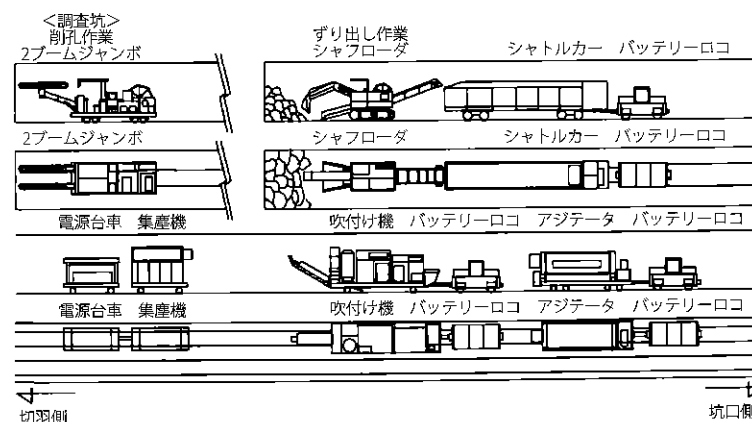 ＜調査坑＞
削孔作業
2ブームジャンボ
ずり出し作業
シャフローダ シャトルカー バッテリーロコ
2ブームジャンボ シャフローダ シャトルカー バッテリーロコ
電源台車 集塵機 吹付け機 バッテリーロコ アジテータ バッテリーロコ
電源台車 集塵機 吹付け機 バッテリーロコ アジテータ バッテリーロコ
切羽側 坑口側